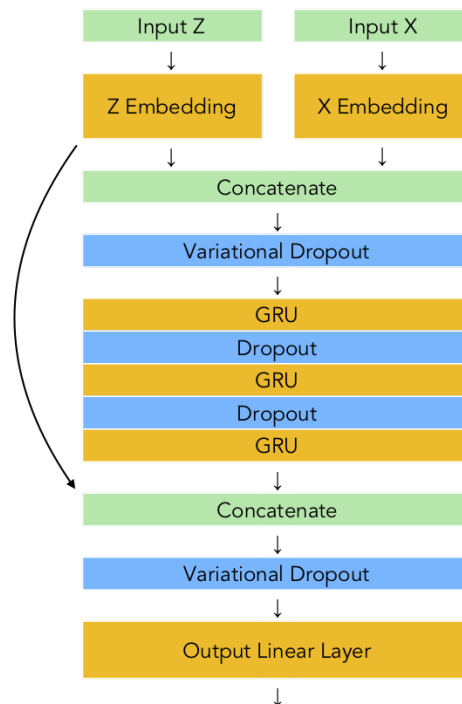 Input Z
Input X
Z Embedding
X Embedding
Concatenate
Variational Dropout
GRU
Dropout
GRU
Dropout
GRU
Concatenate
Variational Dropout
Output Linear Layer